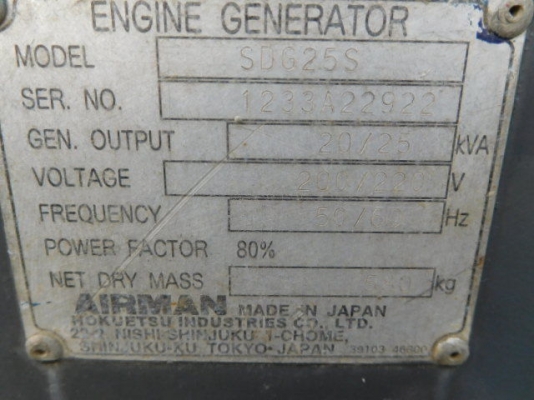 ENGINE GENERATOR
MODEL SDG25S
SER. NO. 1233A22922
GEN. OUTPUT 20/25 kVA
VOLTAGE V
FREQUENCY 50/60 Hz
POWER FACTOR 80%
NET DRY MASS kg
AIRMAN MADE IN JAPAN
HOKUETSU INDUSTRIES CO., LTD.
NISHI-SHINJUKU 1-CHOME,
SHINJUKU-KU TOKYO-JAPAN